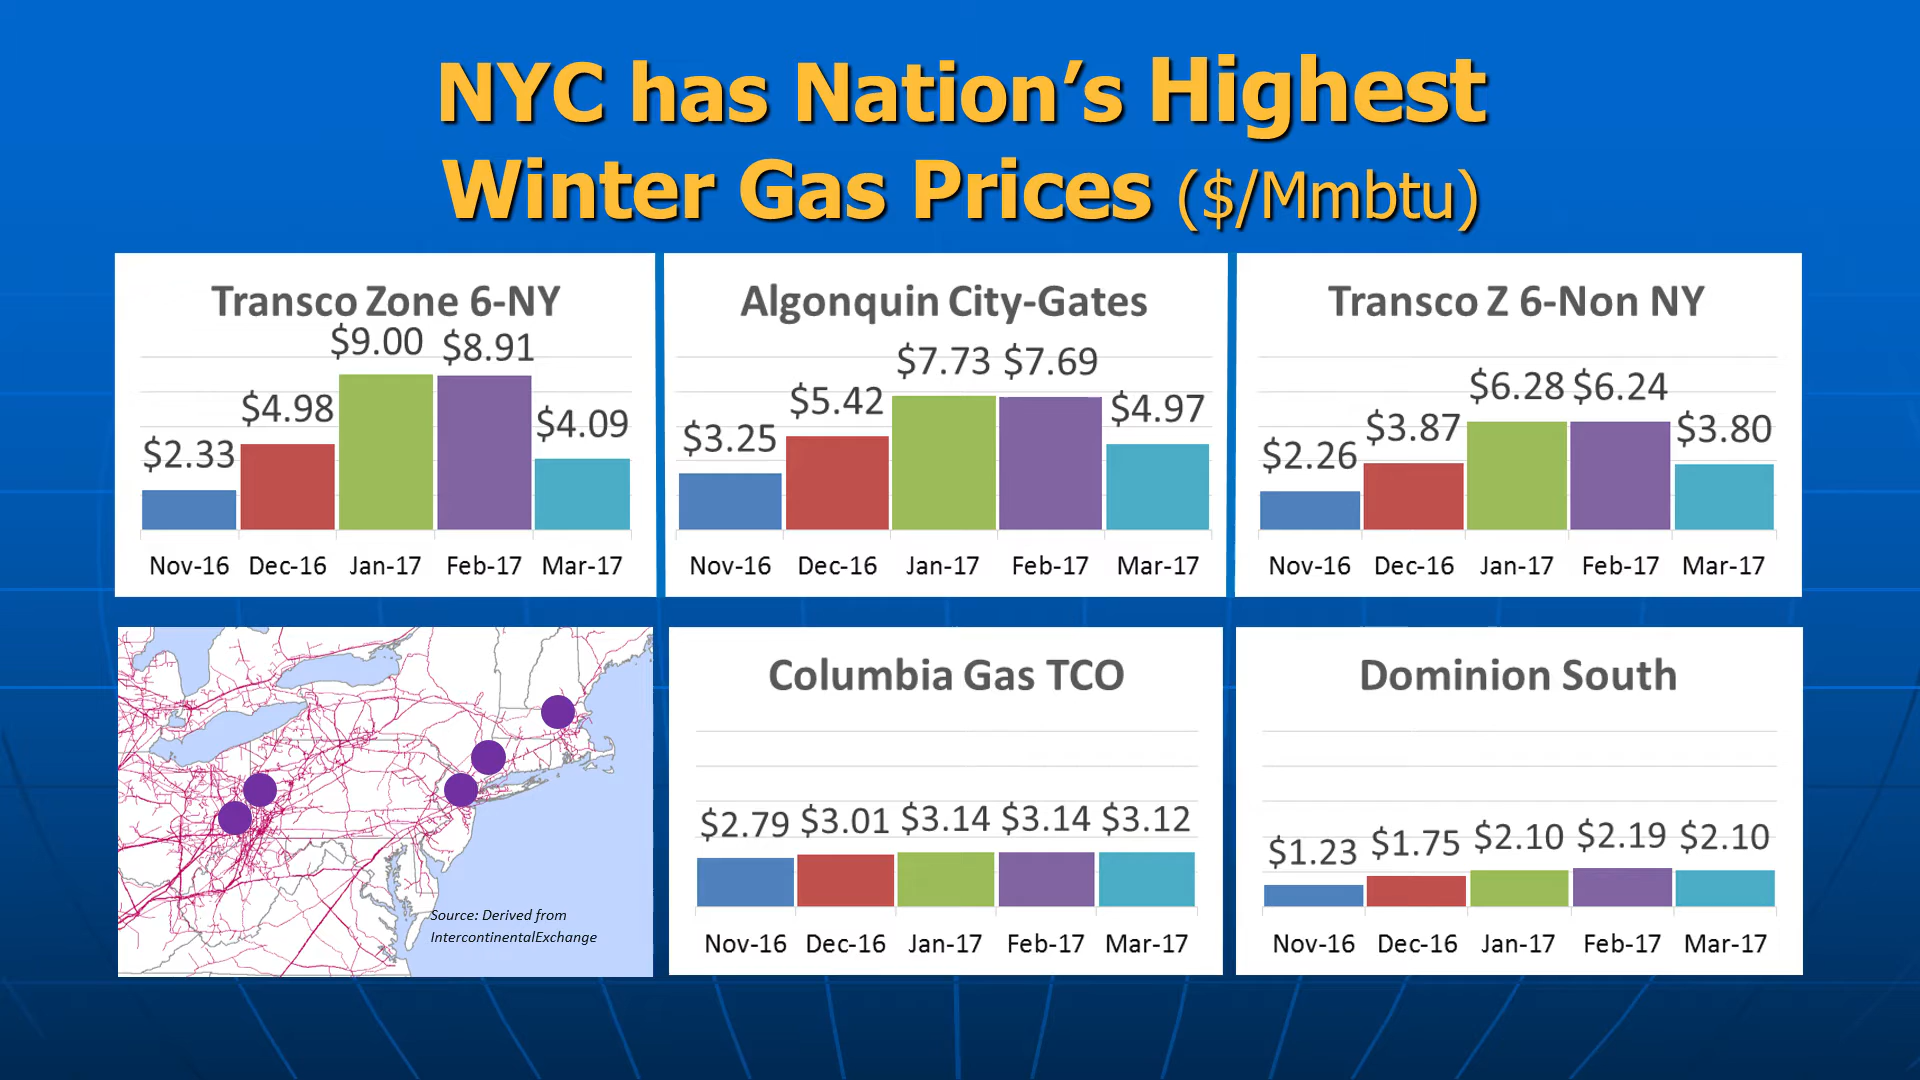 NYC has Nation’s Highest
Winter Gas Prices ($/Mmbtu)
Transco Zone 6-NY
$2.33 $4.98 $9.00 $8.91 $4.09
Nov-16 Dec-16 Jan-17 Feb-17 Mar-17
Algonquin City-Gates
$3.25 $5.42 $7.73 $7.69 $4.97
Nov-16 Dec-16 Jan-17 Feb-17 Mar-17
Transco Z 6-Non NY
$2.26 $3.87 $6.28 $6.24 $3.80
Nov-16 Dec-16 Jan-17 Feb-17 Mar-17
Source: Derived from
IntercontinentalExchange
Columbia Gas TCO
$2.79 $3.01 $3.14 $3.14 $3.12
Nov-16 Dec-16 Jan-17 Feb-17 Mar-17
Dominion South
$1.23 $1.75 $2.10 $2.19 $2.10
Nov-16 Dec-16 Jan-17 Feb-17 Mar-17